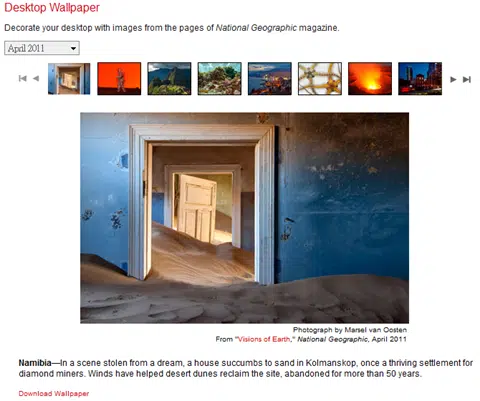 Desktop Wallpaper
Decorate your desktop with images from the pages of National Geographic magazine.
April 2011
Photograph by Marsel van Oosten
From "Visions of Earth," National Geographic, April 2011
Namibia—In a scene stolen from a dream, a house succumbs to sand in Kolmanskop, once a thriving settlement for
diamond miners. Winds have helped desert dunes reclaim the site, abandoned for more than 50 years.
Download Wallpaper